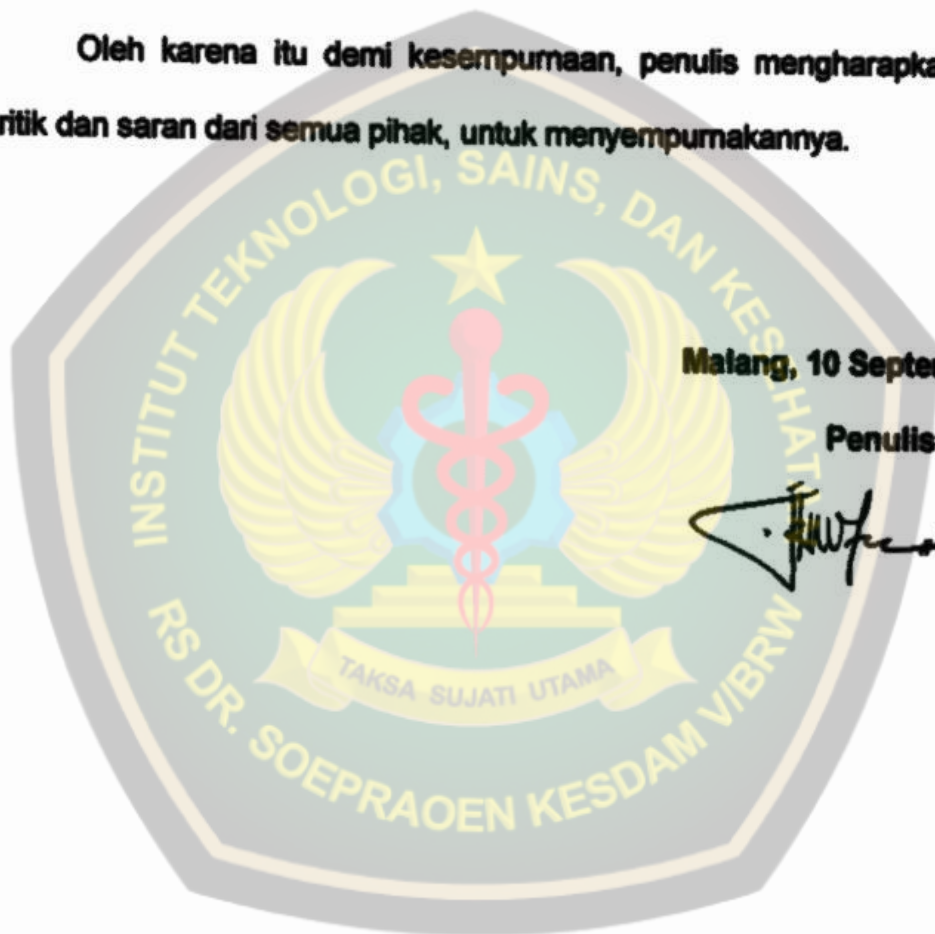 Oleh karena itu demi kesempurnaan, penulis mengharapka
ritik dan saran dari semua pihak, untuk menyempurnakannya.
INSTITUT TEKNOLOGI, SAINS, DAN KESEHATA
Malang, 10 Septe
Penulis
TAKSA SUJATI UTAMA
RS DR. SOEPRAOEN KESDAM V/BRW